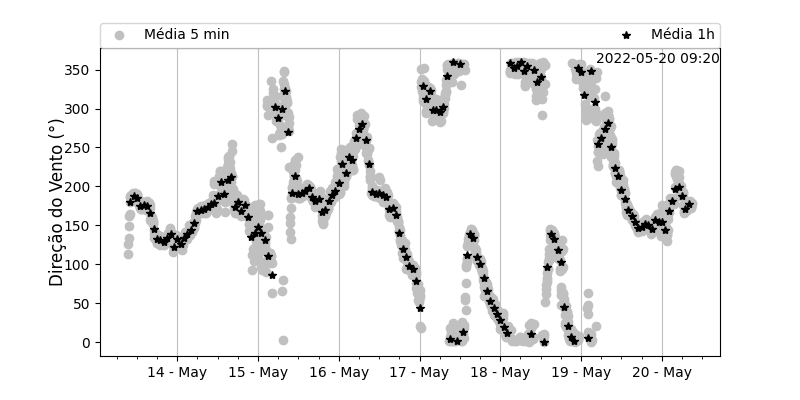 Média 5 min
Média 1h
2022-05-20 09:20
350
300
250
200
150
100
50
0
Direção do Vento (°)
14 - May
15 - May
16 - May
17 - May
18 - May
19 - May
20 - May